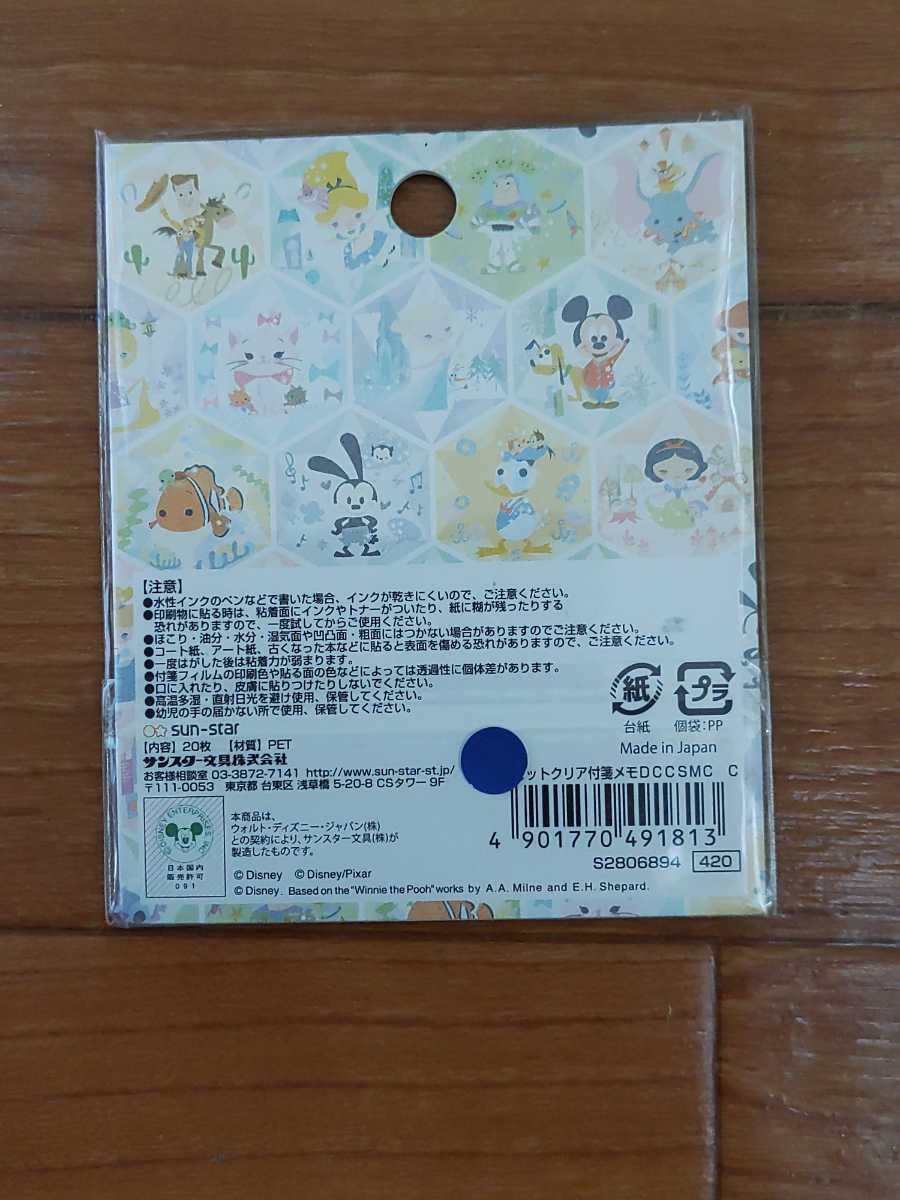 【注意】
●水性インクのペンなどで書いた場合、インクが乾きにくいので、ご注意ください。
●印刷物に貼る時は、粘着面にインクやトナーがついたり、紙に糊が残ったりする
恐れがありますので、一度試してからご使用ください。
●ほこり・油分・水分・湿気面や凹凸面・粗面にはつかない場合がありますのでご注意ください。
●コート紙、アート紙、古くなった本などに貼ると表面を傷める恐れがありますので、ご注意ください。
●一度はがした後は粘着力が弱まります。
●付箋フィルムの印刷色や貼る面の色などによっては透過性に個体差があります。
●口に入れたり、皮膚に貼りつけたりしないでください。
●高温多湿・直射日光を避け使用、保管してください。
●幼児の手の届かない所で使用、保管してください。
紙 プラ
台紙 個袋:PP
sun-star
【内容】20枚 【材質】PET
Made in Japan
サンスター文具株式会社
お客様相談室 03-3872-7141 http://www.sun-star-st.jp/
〒111-0053 東京都 台東区 浅草橋 5-20-8 CSタワー 9F
ットクリア付箋メモDCCSMC C
4 901770 491813
S2806894 420
©DISNEY ENTERPRISES, INC.
日本国内
販売許可
091
本商品は、
ウォルト・ディズニー・ジャパン(株)
との契約により、サンスター文具(株)が
製造したものです。
© Disney © Disney/Pixar
© Disney. Based on the "Winnie the Pooh" works by A.A. Milne and E.H. Shepard.